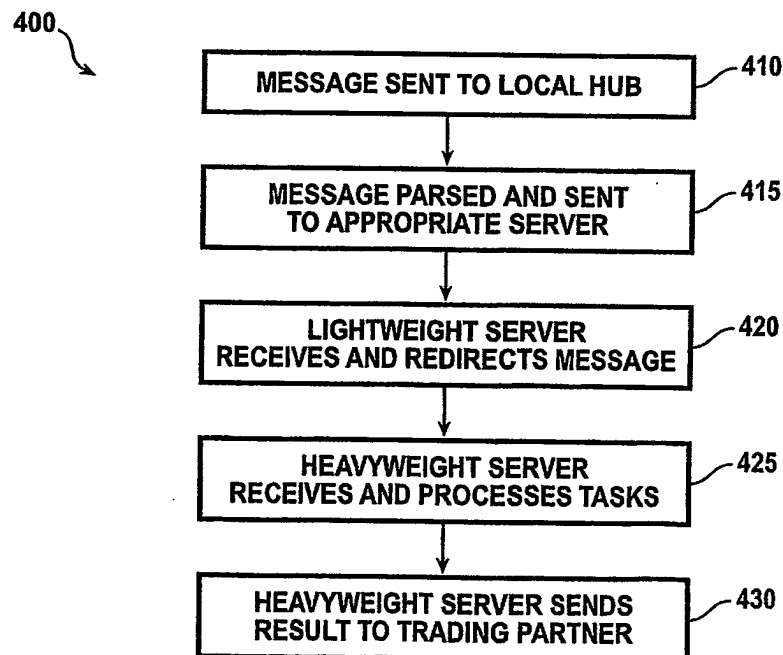 400
MESSAGE SENT TO LOCAL HUB
410
MESSAGE PARSED AND SENT
TO APPROPRIATE SERVER
415
LIGHTWEIGHT SERVER
RECEIVES AND REDIRECTS MESSAGE
420
HEAVYWEIGHT SERVER
RECEIVES AND PROCESSES TASKS
425
HEAVYWEIGHT SERVER SENDS
RESULT TO TRADING PARTNER
430